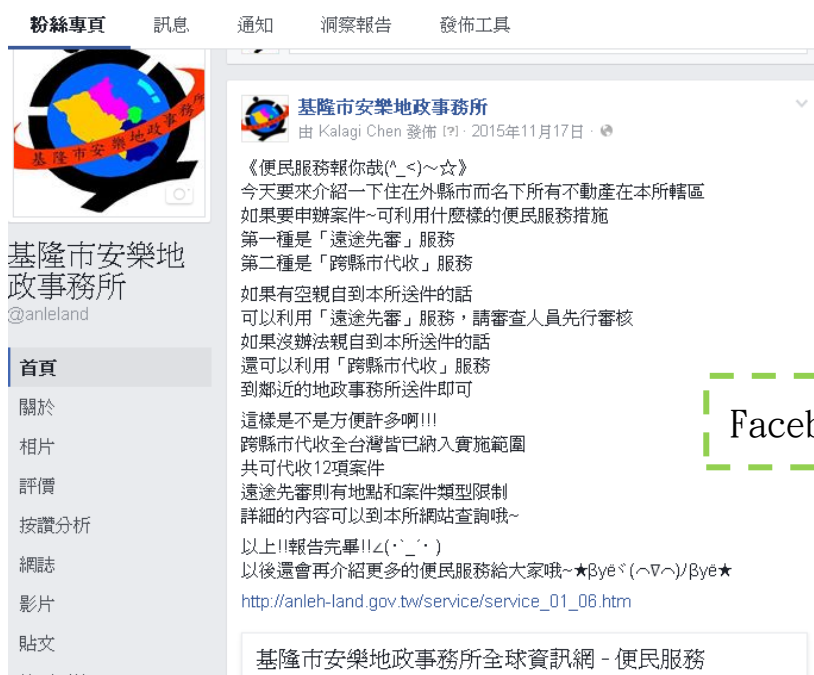 粉絲專頁 訊息 通知 洞察報告 發佈工具
基隆市安樂地政事務所
基隆市安樂地政事務所
@anleland
首頁
關於
相片
評價
按讚分析
網誌
影片
貼文
基隆市安樂地政事務所
由 Kalagi Chen 發佈 [?] · 2015年11月17日 ·
《便民服務報你哉(^_<)～☆》
今天要來介紹一下住在外縣市而名下所有不動產在本所轄區
如果要申辦案件~可利用什麼樣的便民服務措施
第一種是「遠途先審」服務
第二種是「跨縣市代收」服務
如果有空親自到本所送件的話
可以利用「遠途先審」服務，請審查人員先行審核
如果沒辦法親自到本所送件的話
還可以利用「跨縣市代收」服務
到鄰近的地政事務所送件即可
這樣是不是方便許多啊!!!
跨縣市代收全台灣皆已納入實施範圍
共可代收12項案件
遠途先審則有地點和案件類型限制
詳細的內容可以到本所網站查詢哦~
以上!!報告完畢!!∠(·`_´· )
以後還會再介紹更多的便民服務給大家哦~★βyëヾ(⌒∇⌒)ﾉβyë★
http://anleh-land.gov.tw/service/service_01_06.htm
基隆市安樂地政事務所全球資訊網 - 便民服務
Faceb